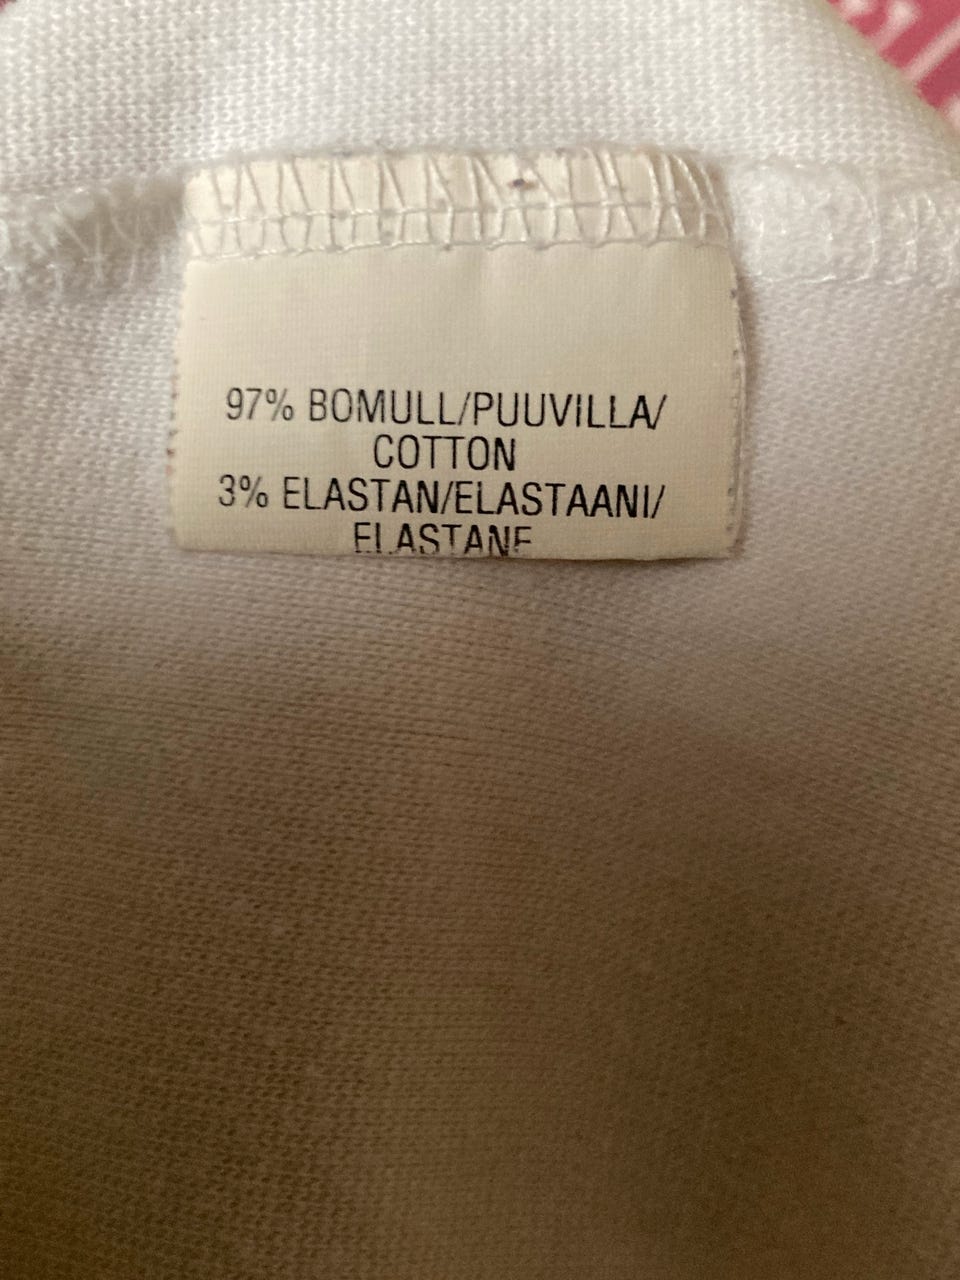 97% BOMULL/PUUVILLA/
COTTON
3% ELASTAN/ELASTAANI/
ELASTANE